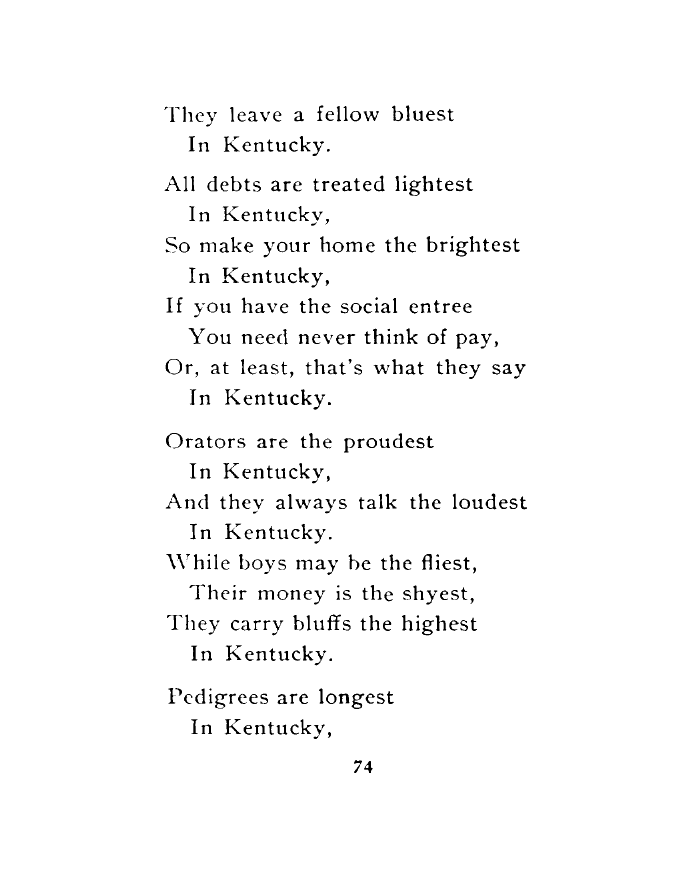 They leave a fellow bluest
In Kentucky.
All debts are treated lightest
In Kentucky,
So make your home the brightest
In Kentucky,
If you have the social entree
You need never think of pay,
Or, at least, that's what they say
In Kentucky.
Orators are the proudest
In Kentucky,
And they always talk the loudest
In Kentucky.
While boys may be the fliest,
Their money is the shyest,
They carry bluffs the highest
In Kentucky.
Pedigrees are longest
In Kentucky,
74